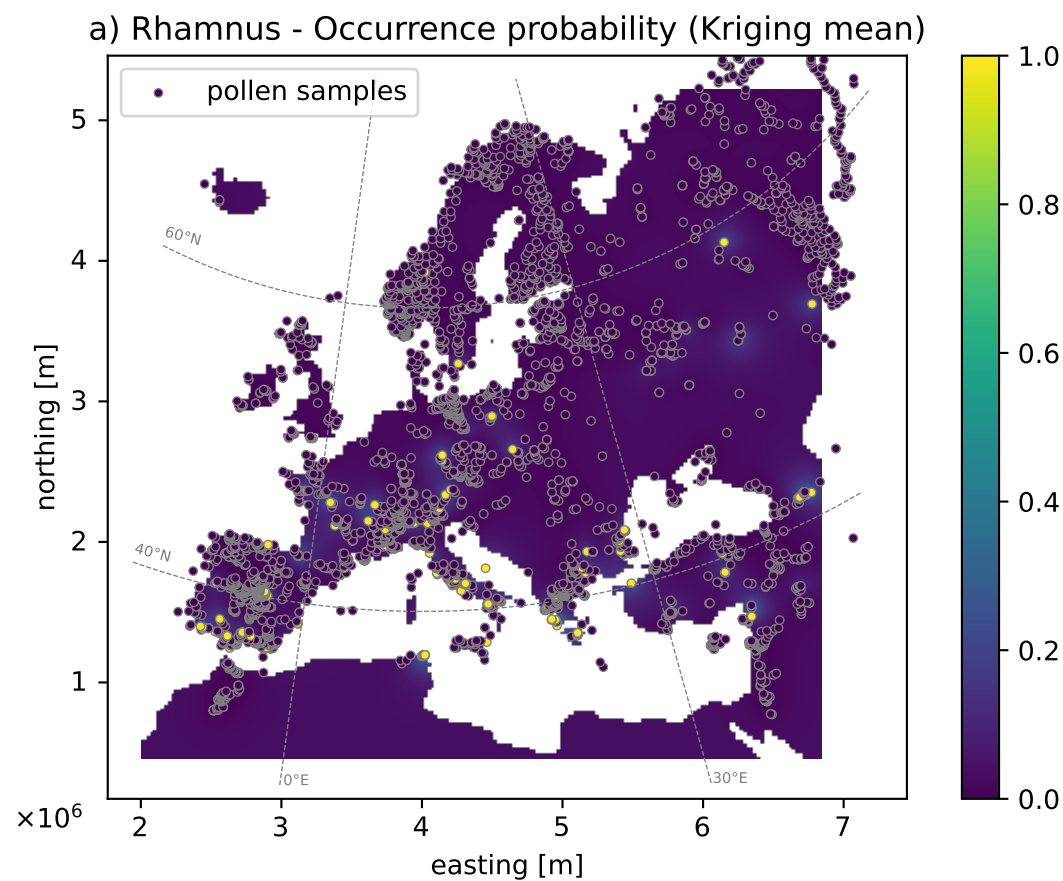 a) Rhamnus - Occurrence probability (Kriging mean)
pollen samples
1.0
0.8
0.6
0.4
0.2
0.0
5
4
3
2
1
northing [m]
60°N
40°N
0°E
30°E
×10⁶
2 3 4 5 6 7
easting [m]